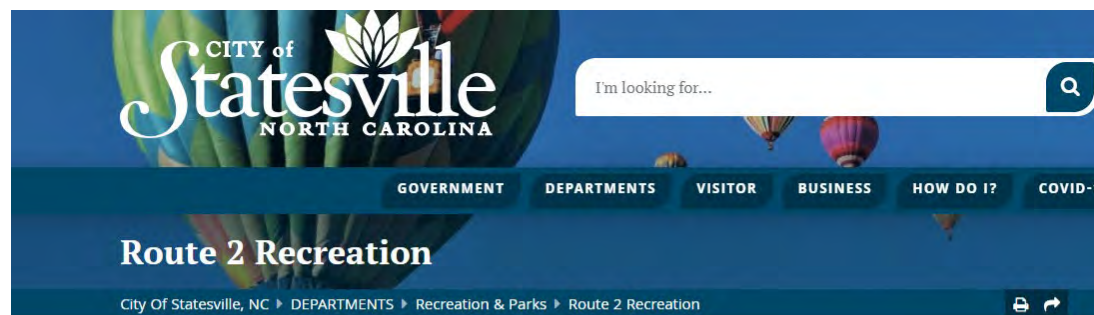 CITY of
Statesville
NORTH CAROLINA
I'm looking for...
GOVERNMENT DEPARTMENTS VISITOR BUSINESS HOW DO I? COVID-
Route 2 Recreation
City Of Statesville, NC DEPARTMENTS Recreation & Parks Route 2 Recreation